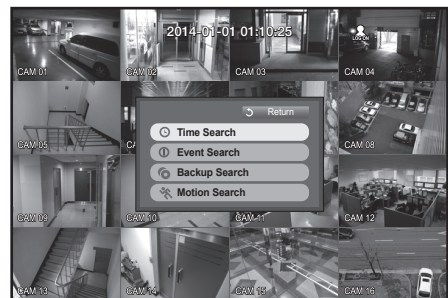 2014-01-01 01:10:25
LOG ON
CAM 01
CAM 02
CAM 03
CAM 04
Return
Time Search
Event Search
Backup Search
Motion Search
CAM 05
CA
CAM 08
CAM 09
CAM 10
CAM 11
CAM 12
CAM 13
CAM 14
CAM 15
CAM 16